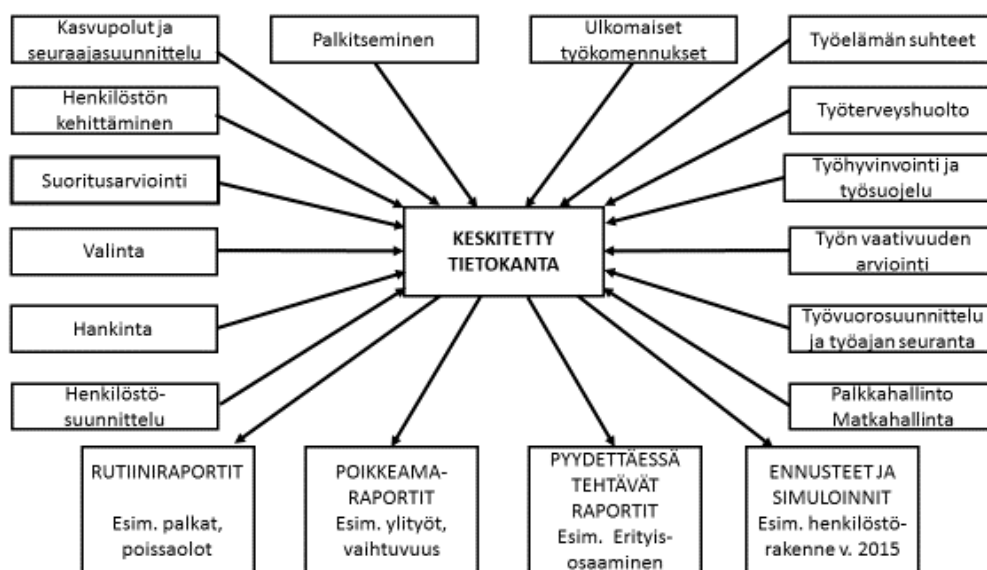 Kasvupolut ja
seuraajasuunnittelu
Palkitseminen
Ulkomaiset
työkomennukset
Työelämän suhteet
Henkilöstön
kehittäminen
Työterveyshuolto
Suoritusarviointi
Työhyvinvointi ja
työsuojelu
KESKITETTY
TIETOKANTA
Valinta
Työn vaativuuden
arviointi
Hankinta
Työvuorosuunnittelu
ja työajan seuranta
Henkilöstö-
suunnittelu
Palkkahallinto
Matkahallinta
RUTIINIRAPORTIT
Esim. palkat,
poissaolot
POIKKEAMA-
RAPORTIT
Esim. ylityöt,
vaihtuvuus
PYYDETTÄESSÄ
TEHTÄVÄT
RAPORTIT
Esim. Erityis-
osaaminen
ENNUSTEET JA
SIMULOINNIT
Esim. henkilöstö-
rakenne v. 2015